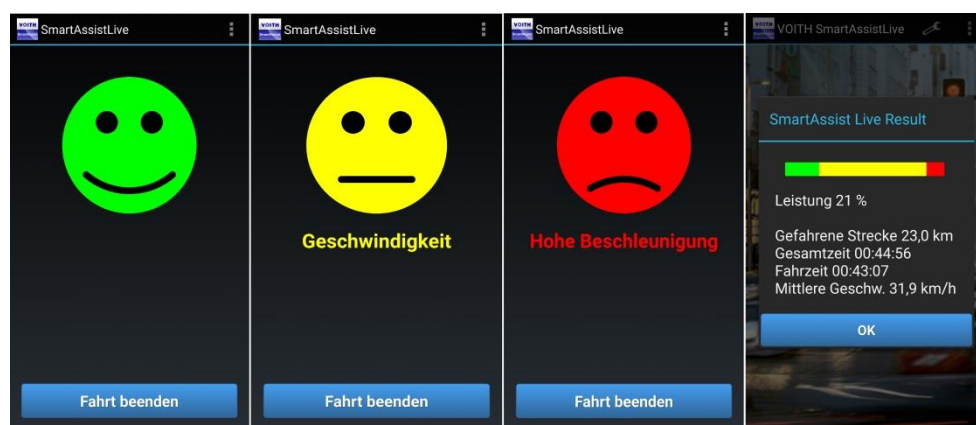 VOITH
SmartAssistLive
Fahrt beenden
VOITH
SmartAssistLive
Geschwindigkeit
Fahrt beenden
VOITH
SmartAssistLive
Hohe Beschleunigung
Fahrt beenden
VOITH
VOITH SmartAssistLive
SmartAssist Live Result
Leistung 21 %
Gefahrene Strecke 23,0 km
Gesamtzeit 00:44:56
Fahrzeit 00:43:07
Mittlere Geschw. 31,9 km/h
OK